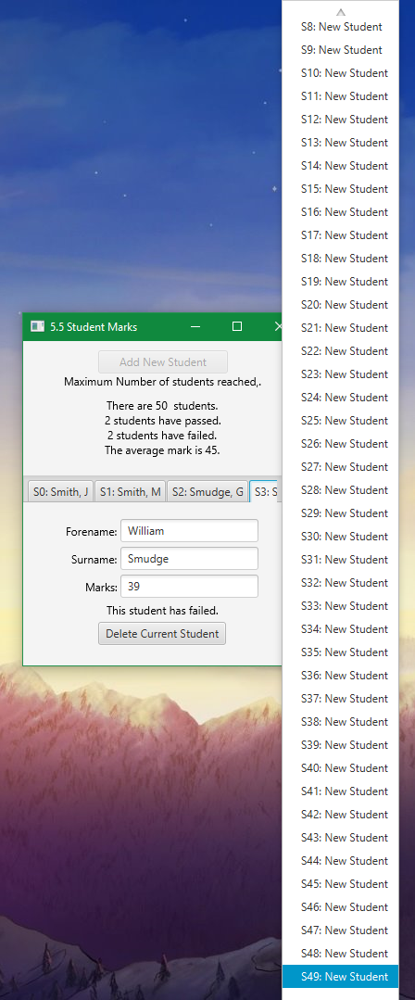 5.5 Student Marks
Add New Student
Maximum Number of students reached,.
There are 50  students.
2 students have passed.
2 students have failed.
The average mark is 45.
S0: Smith, J
S1: Smith, M
S2: Smudge, G
S3: S
Forename: William
Surname: Smudge
Marks: 39
This student has failed.
Delete Current Student
S8: New Student
S9: New Student
S10: New Student
S11: New Student
S12: New Student
S13: New Student
S14: New Student
S15: New Student
S16: New Student
S17: New Student
S18: New Student
S19: New Student
S20: New Student
S21: New Student
S22: New Student
S23: New Student
S24: New Student
S25: New Student
S26: New Student
S27: New Student
S28: New Student
S29: New Student
S30: New Student
S31: New Student
S32: New Student
S33: New Student
S34: New Student
S35: New Student
S36: New Student
S37: New Student
S38: New Student
S39: New Student
S40: New Student
S41: New Student
S42: New Student
S43: New Student
S44: New Student
S45: New Student
S46: New Student
S47: New Student
S48: New Student
S49: New Student